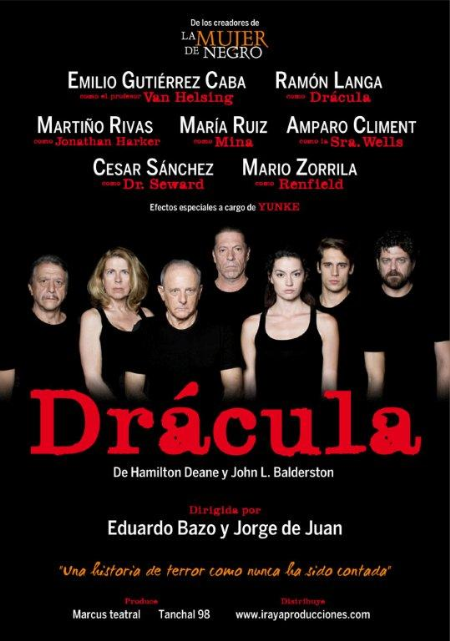 De los creadores de
LA MUJER
DE NEGRO
EMILIO GUTIÉRREZ CABA RAMÓN LANGA
como el profesor Van Helsing como Drácula
MARTIÑO RIVAS MARÍA RUIZ AMPARO CLIMENT
como Jonathan Harker como Mina como la Sra. Wells
CESAR SÁNCHEZ MARIO ZORRILA
como Dr. Seward como Renfield
Efectos especiales a cargo de YUNKE
Drácula
De Hamilton Deane y John L. Balderston
Dirigida por
Eduardo Bazo y Jorge de Juan
"Una historia de terror como nunca ha sido contada"
Produce Distribuye
Marcus teatral Tanchal 98 www.irayaproducciones.com